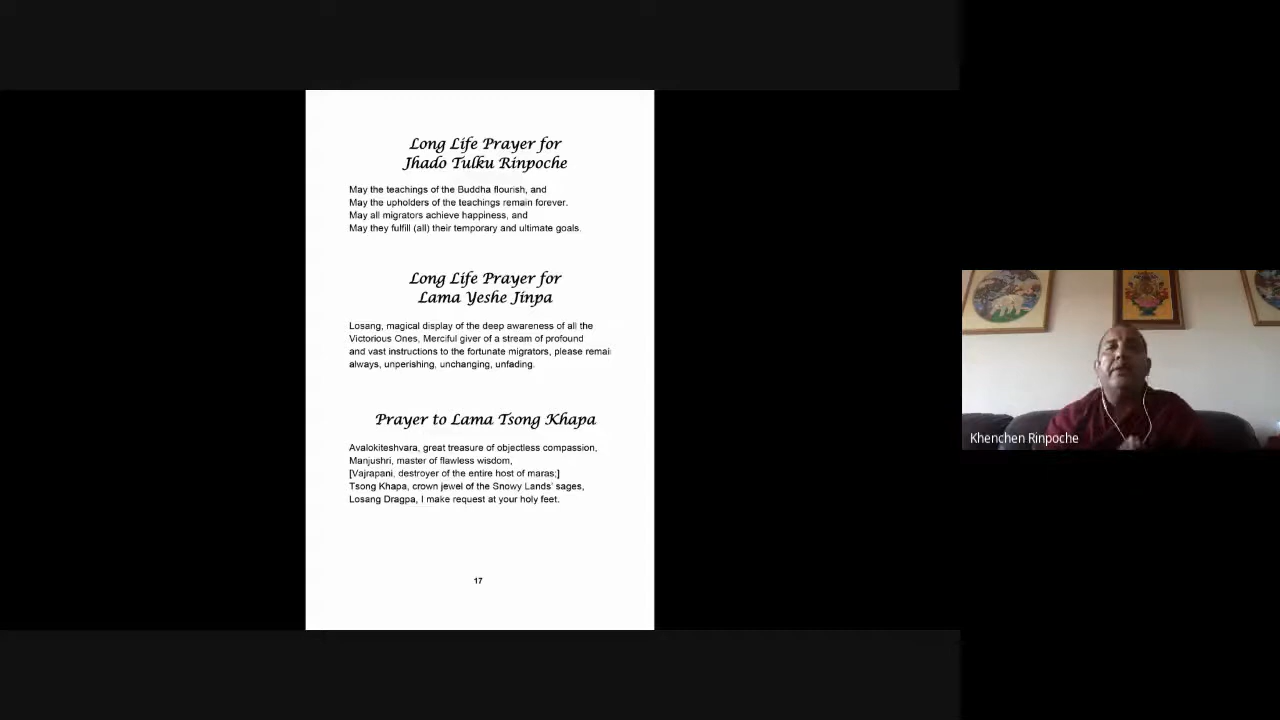 Long Life Prayer for
Jhado Tulku Rinpoche
May the teachings of the Buddha flourish, and
May the upholders of the teachings remain forever.
May all migrators achieve happiness, and
May they fulfill (all) their temporary and ultimate goals.
Long Life Prayer for
Lama Yeshe Jinpa
Losang, magical display of the deep awareness of all the
Victorious Ones, Merciful giver of a stream of profound
and vast instructions to the fortunate migrators, please remai
always, unperishing, unchanging, unfading.
Prayer to Lama Tsong Khapa
Avalokiteshvara, great treasure of objectless compassion,
Manjushri, master of flawless wisdom,
[Vajrapani, destroyer of the entire host of maras;]
Tsong Khapa, crown jewel of the Snowy Lands' sages,
Losang Dragpa, I make request at your holy feet.
17
Khenchen Rinpoche